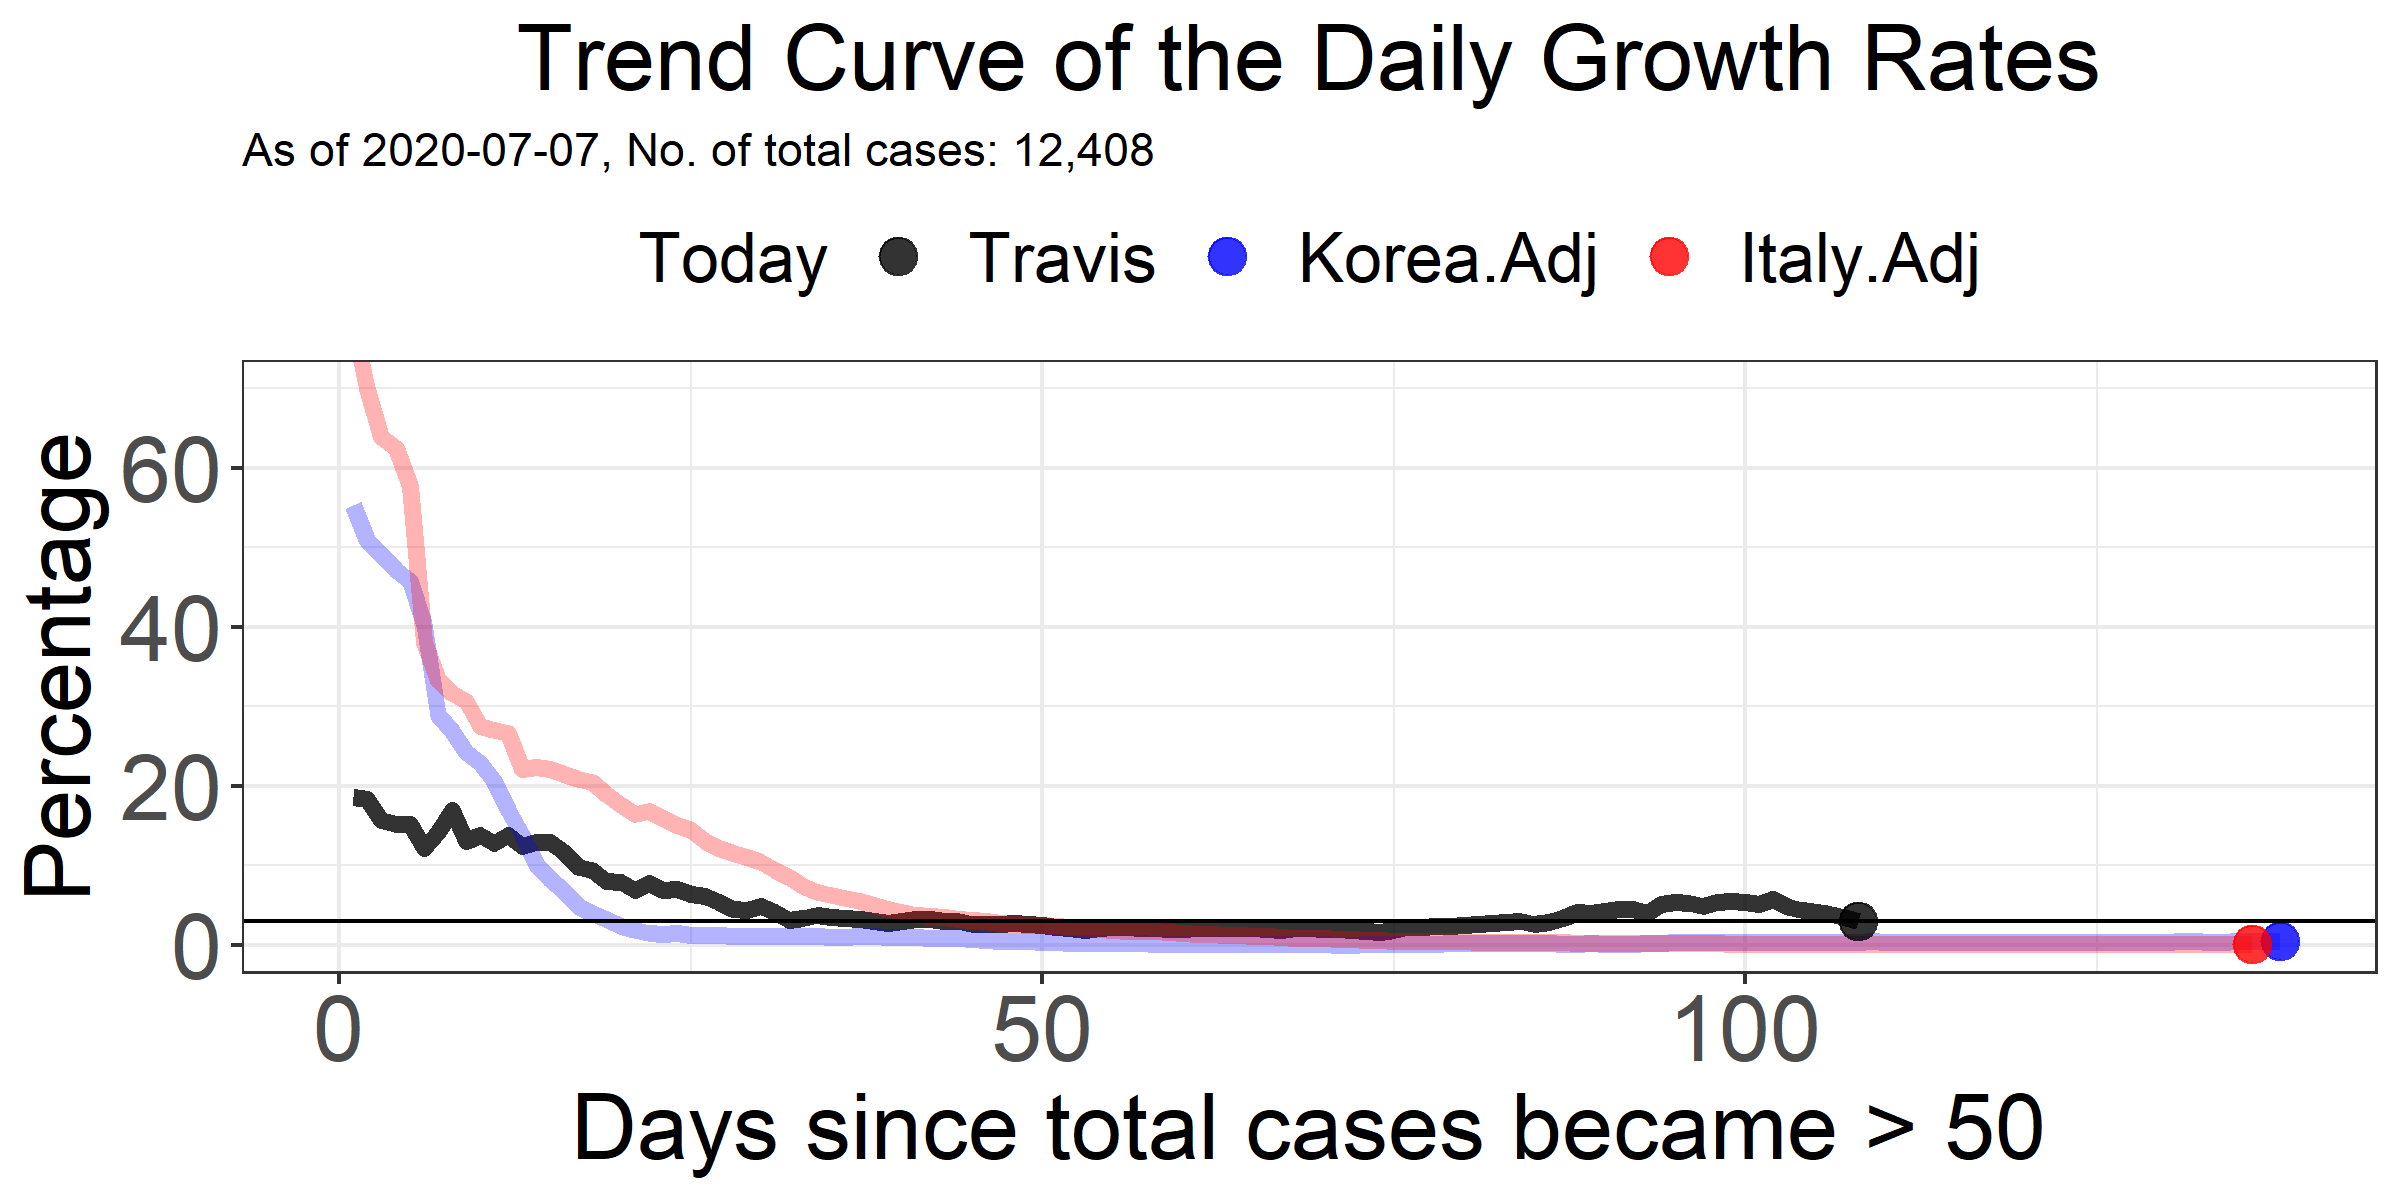 Trend Curve of the Daily Growth Rates
As of 2020-07-07, No. of total cases: 12,408
Today Travis Korea.Adj Italy.Adj
Percentage
60
40
20
0
0 50 100
Days since total cases became > 50